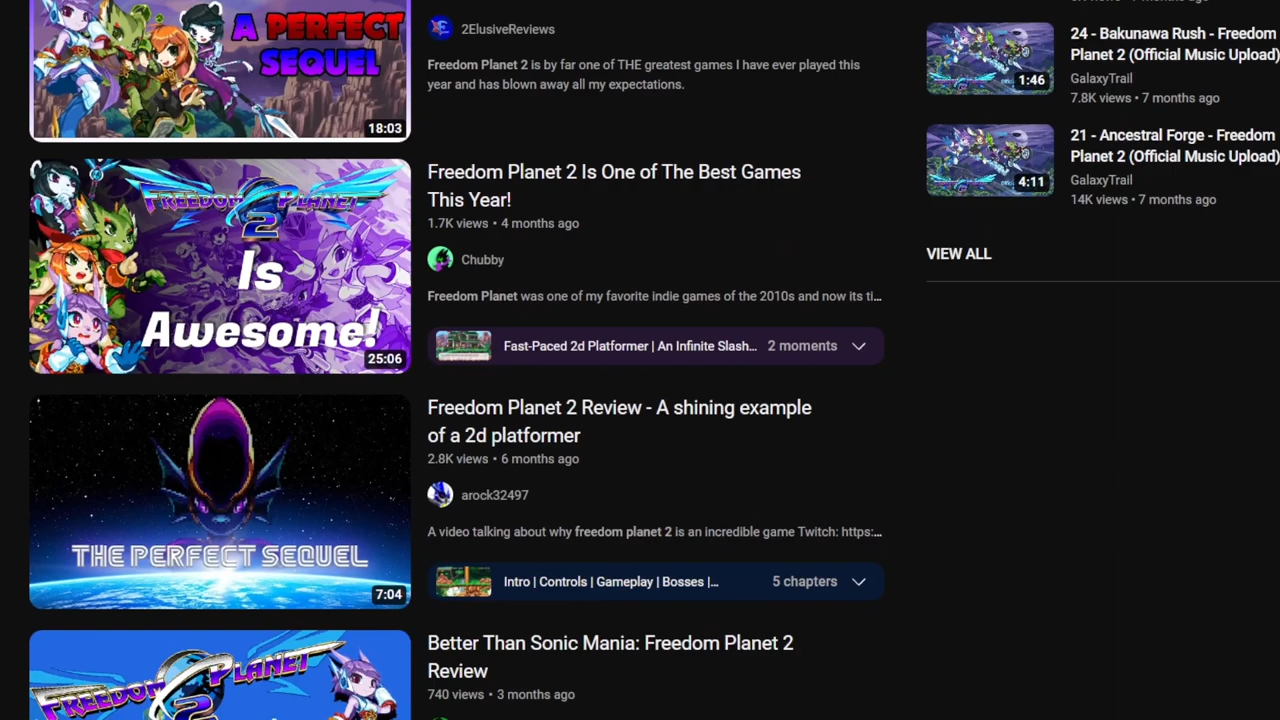 A PERFECT
SEQUEL
18:03
2ElusiveReviews
Freedom Planet 2 is by far one of THE greatest games I have ever played this
year and has blown away all my expectations.
FREEDOM PLANET
2
Is
Awesome!
25:06
Freedom Planet 2 Is One of The Best Games
This Year!
1.7K views • 4 months ago
Chubby
Freedom Planet was one of my favorite indie games of the 2010s and now its ti...
Fast-Paced 2d Platformer | An Infinite Slash... 2 moments
THE PERFECT SEQUEL
7:04
Freedom Planet 2 Review - A shining example
of a 2d platformer
2.8K views • 6 months ago
arock32497
A video talking about why freedom planet 2 is an incredible game Twitch: https:...
Intro | Controls | Gameplay | Bosses |... 5 chapters
FREEDOM PLANET
2
Better Than Sonic Mania: Freedom Planet 2
Review
740 views • 3 months ago
24 - Bakunawa Rush - Freedom
Planet 2 (Official Music Upload)
GalaxyTrail
7.8K views • 7 months ago
1:46
21 - Ancestral Forge - Freedom
Planet 2 (Official Music Upload)
GalaxyTrail
14K views • 7 months ago
4:11
VIEW ALL